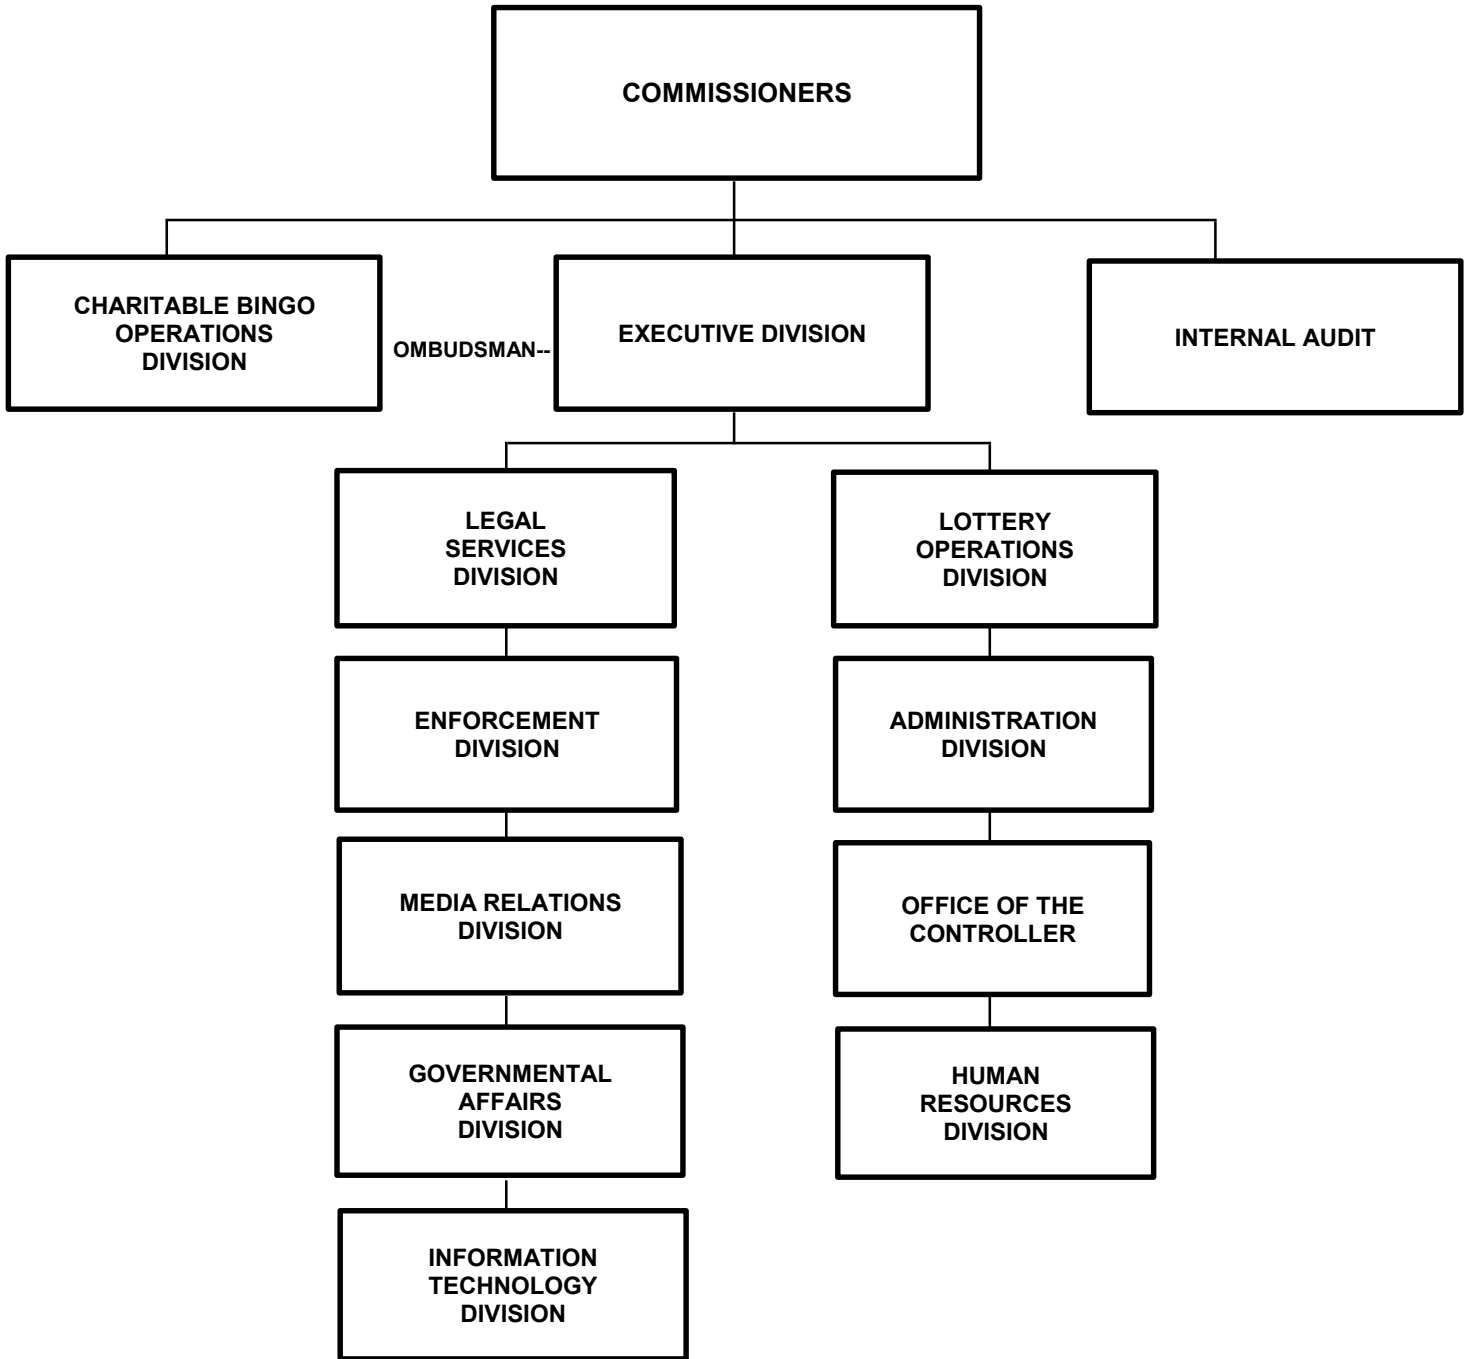 COMMISSIONERS
CHARITABLE BINGO
OPERATIONS
DIVISION
OMBUDSMAN--
EXECUTIVE DIVISION
INTERNAL AUDIT
LEGAL
SERVICES
DIVISION
LOTTERY
OPERATIONS
DIVISION
ENFORCEMENT
DIVISION
ADMINISTRATION
DIVISION
MEDIA RELATIONS
DIVISION
OFFICE OF THE
CONTROLLER
GOVERNMENTAL
AFFAIRS
DIVISION
HUMAN
RESOURCES
DIVISION
INFORMATION
TECHNOLOGY
DIVISION